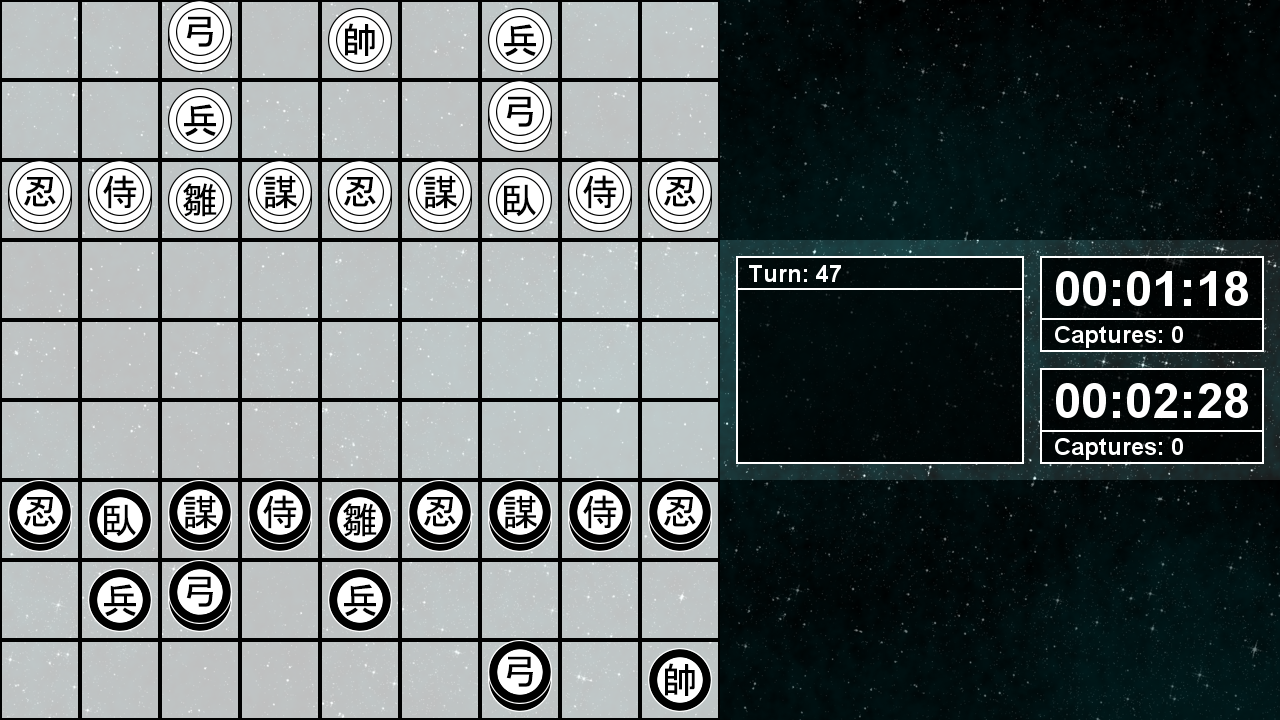 弓 帥 兵
兵 弓
忍 侍 雛 謀 忍 謀 臥 侍 忍
忍 臥 謀 侍 雛 忍 謀 侍 忍
兵 弓 兵
弓 帥
Turn: 47
00:01:18
Captures: 0
00:02:28
Captures: 0